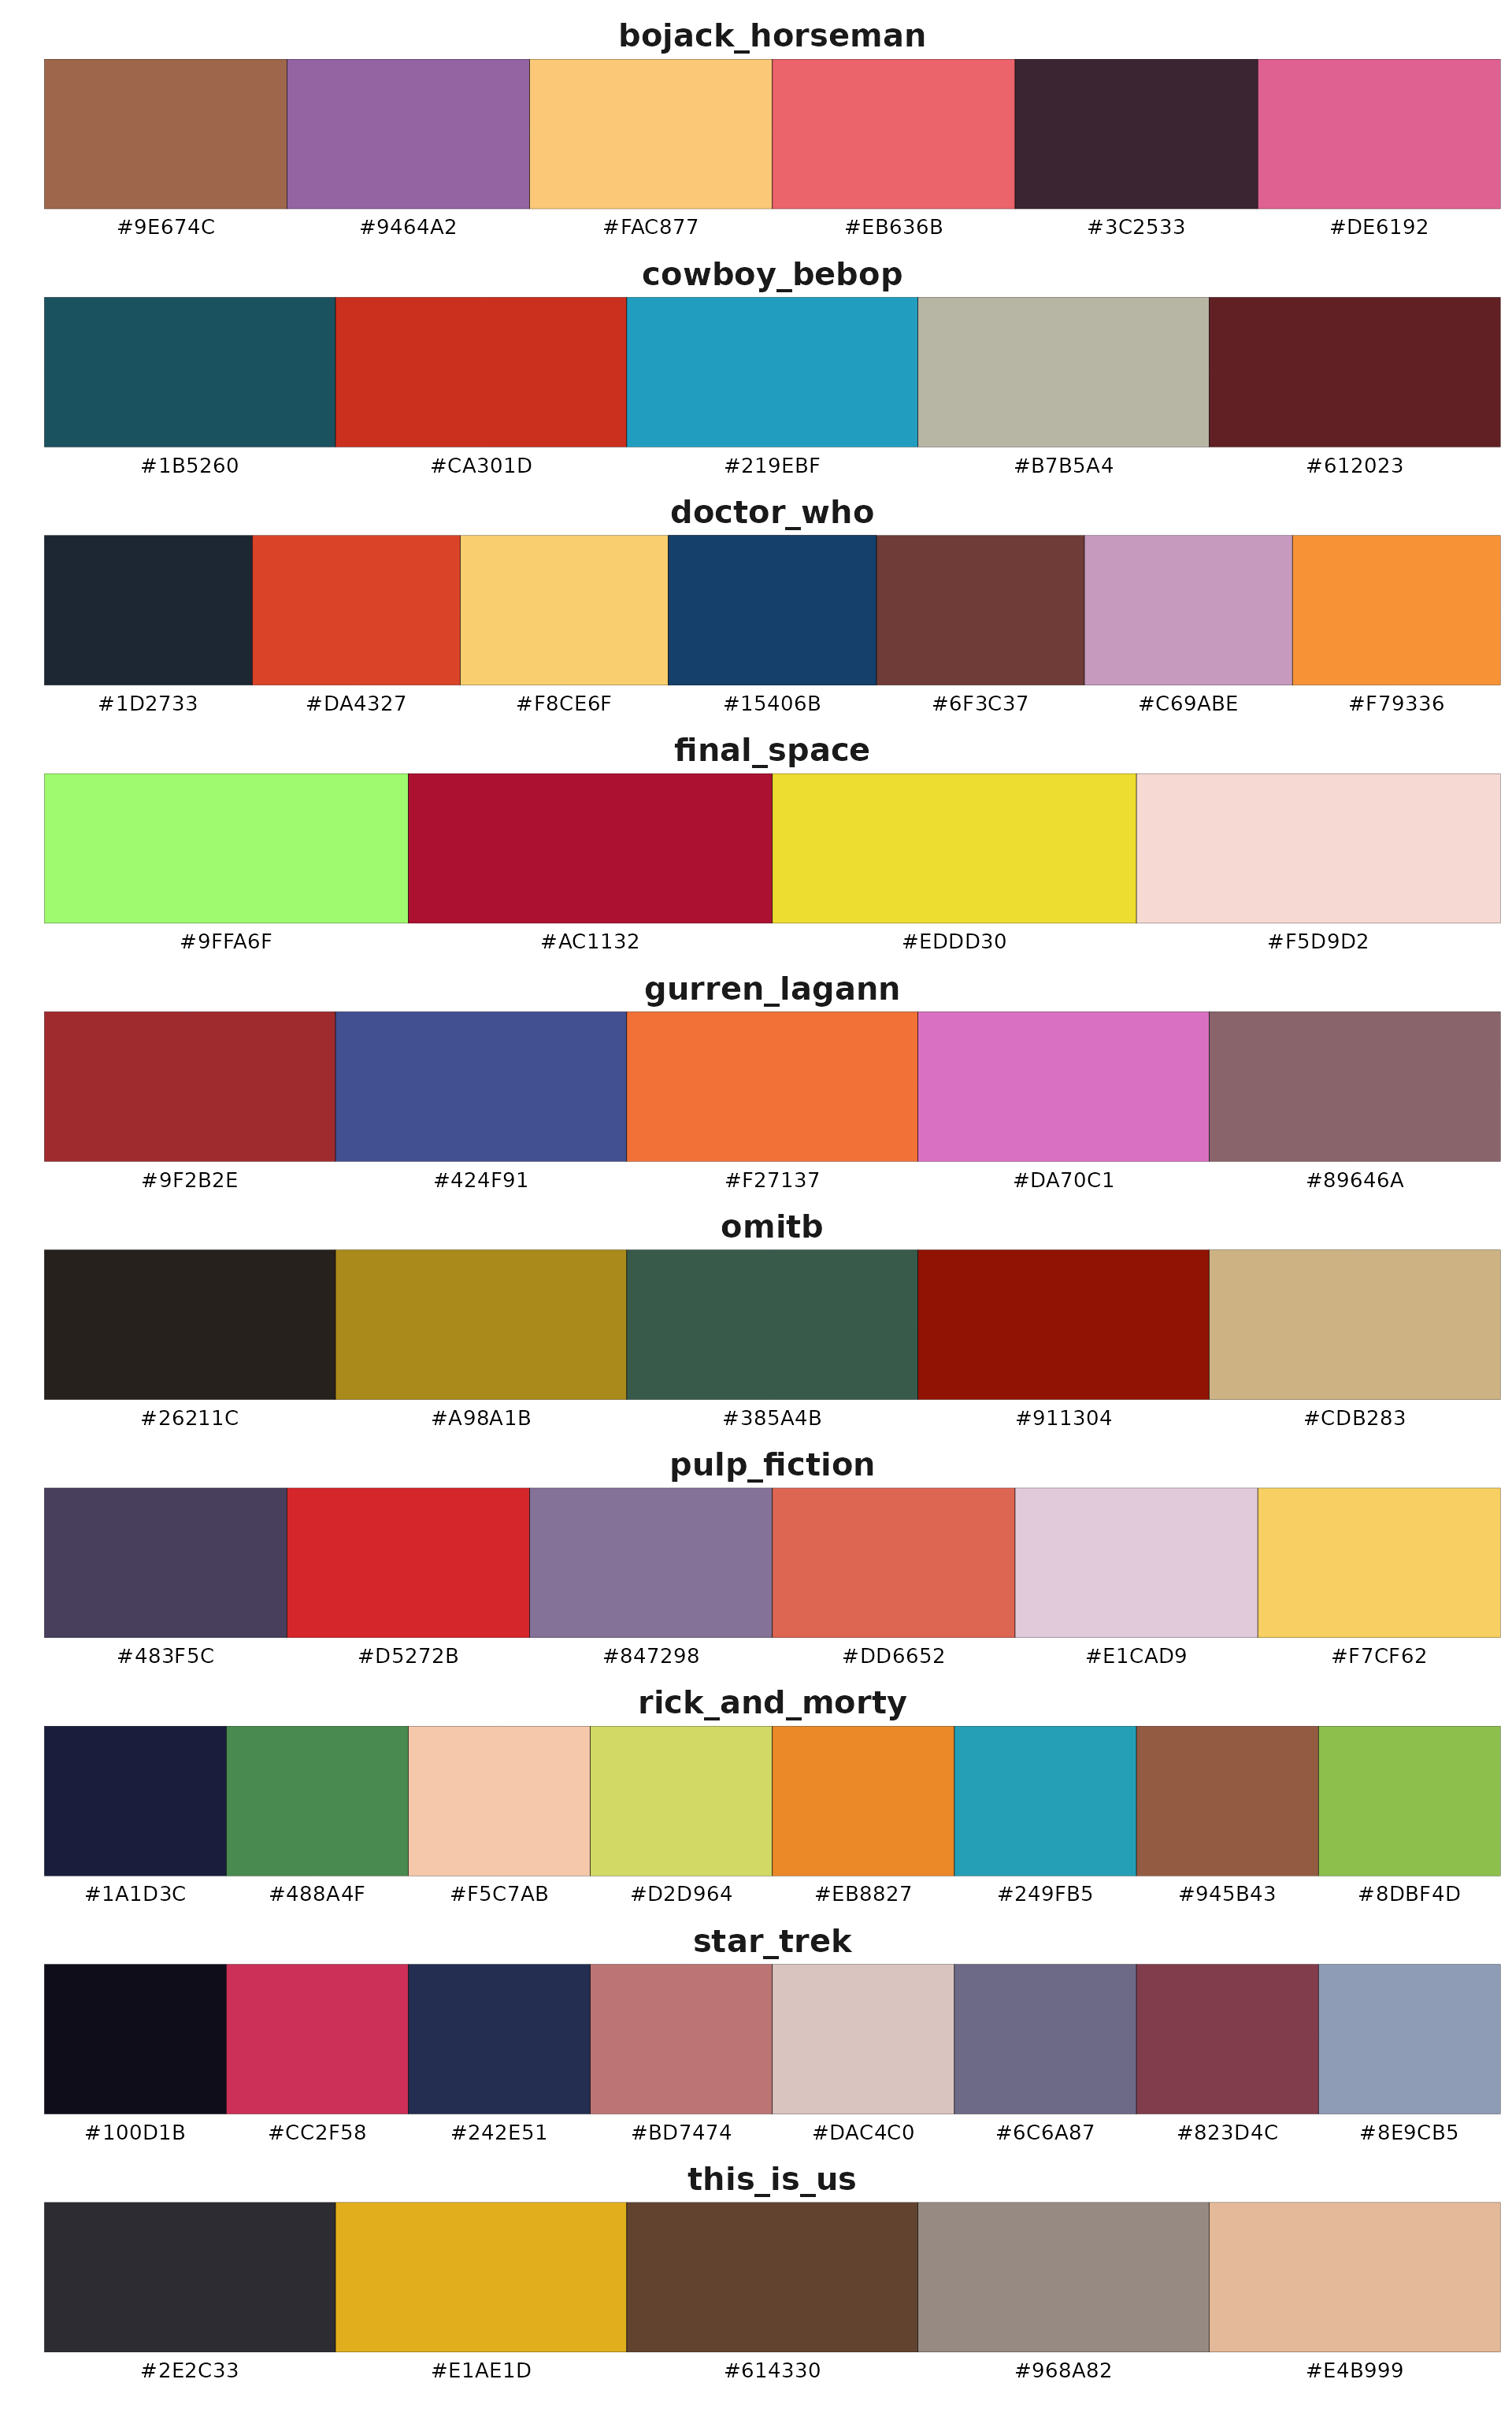 bojack_horseman
#9E674C #9464A2 #FAC877 #EB636B #3C2533 #DE6192
cowboy_bebop
#1B5260 #CA301D #219EBF #B7B5A4 #612023
doctor_who
#1D2733 #DA4327 #F8CE6F #15406B #6F3C37 #C69ABE #F79336
final_space
#9FFA6F #AC1132 #EDDD30 #F5D9D2
gurren_lagann
#9F2B2E #424F91 #F27137 #DA70C1 #89646A
omitb
#26211C #A98A1B #385A4B #911304 #CDB283
pulp_fiction
#483F5C #D5272B #847298 #DD6652 #E1CAD9 #F7CF62
rick_and_morty
#1A1D3C #488A4F #F5C7AB #D2D964 #EB8827 #249FB5 #945B43 #8DBF4D
star_trek
#100D1B #CC2F58 #242E51 #BD7474 #DAC4C0 #6C6A87 #823D4C #8E9CB5
this_is_us
#2E2C33 #E1AE1D #614330 #968A82 #E4B999